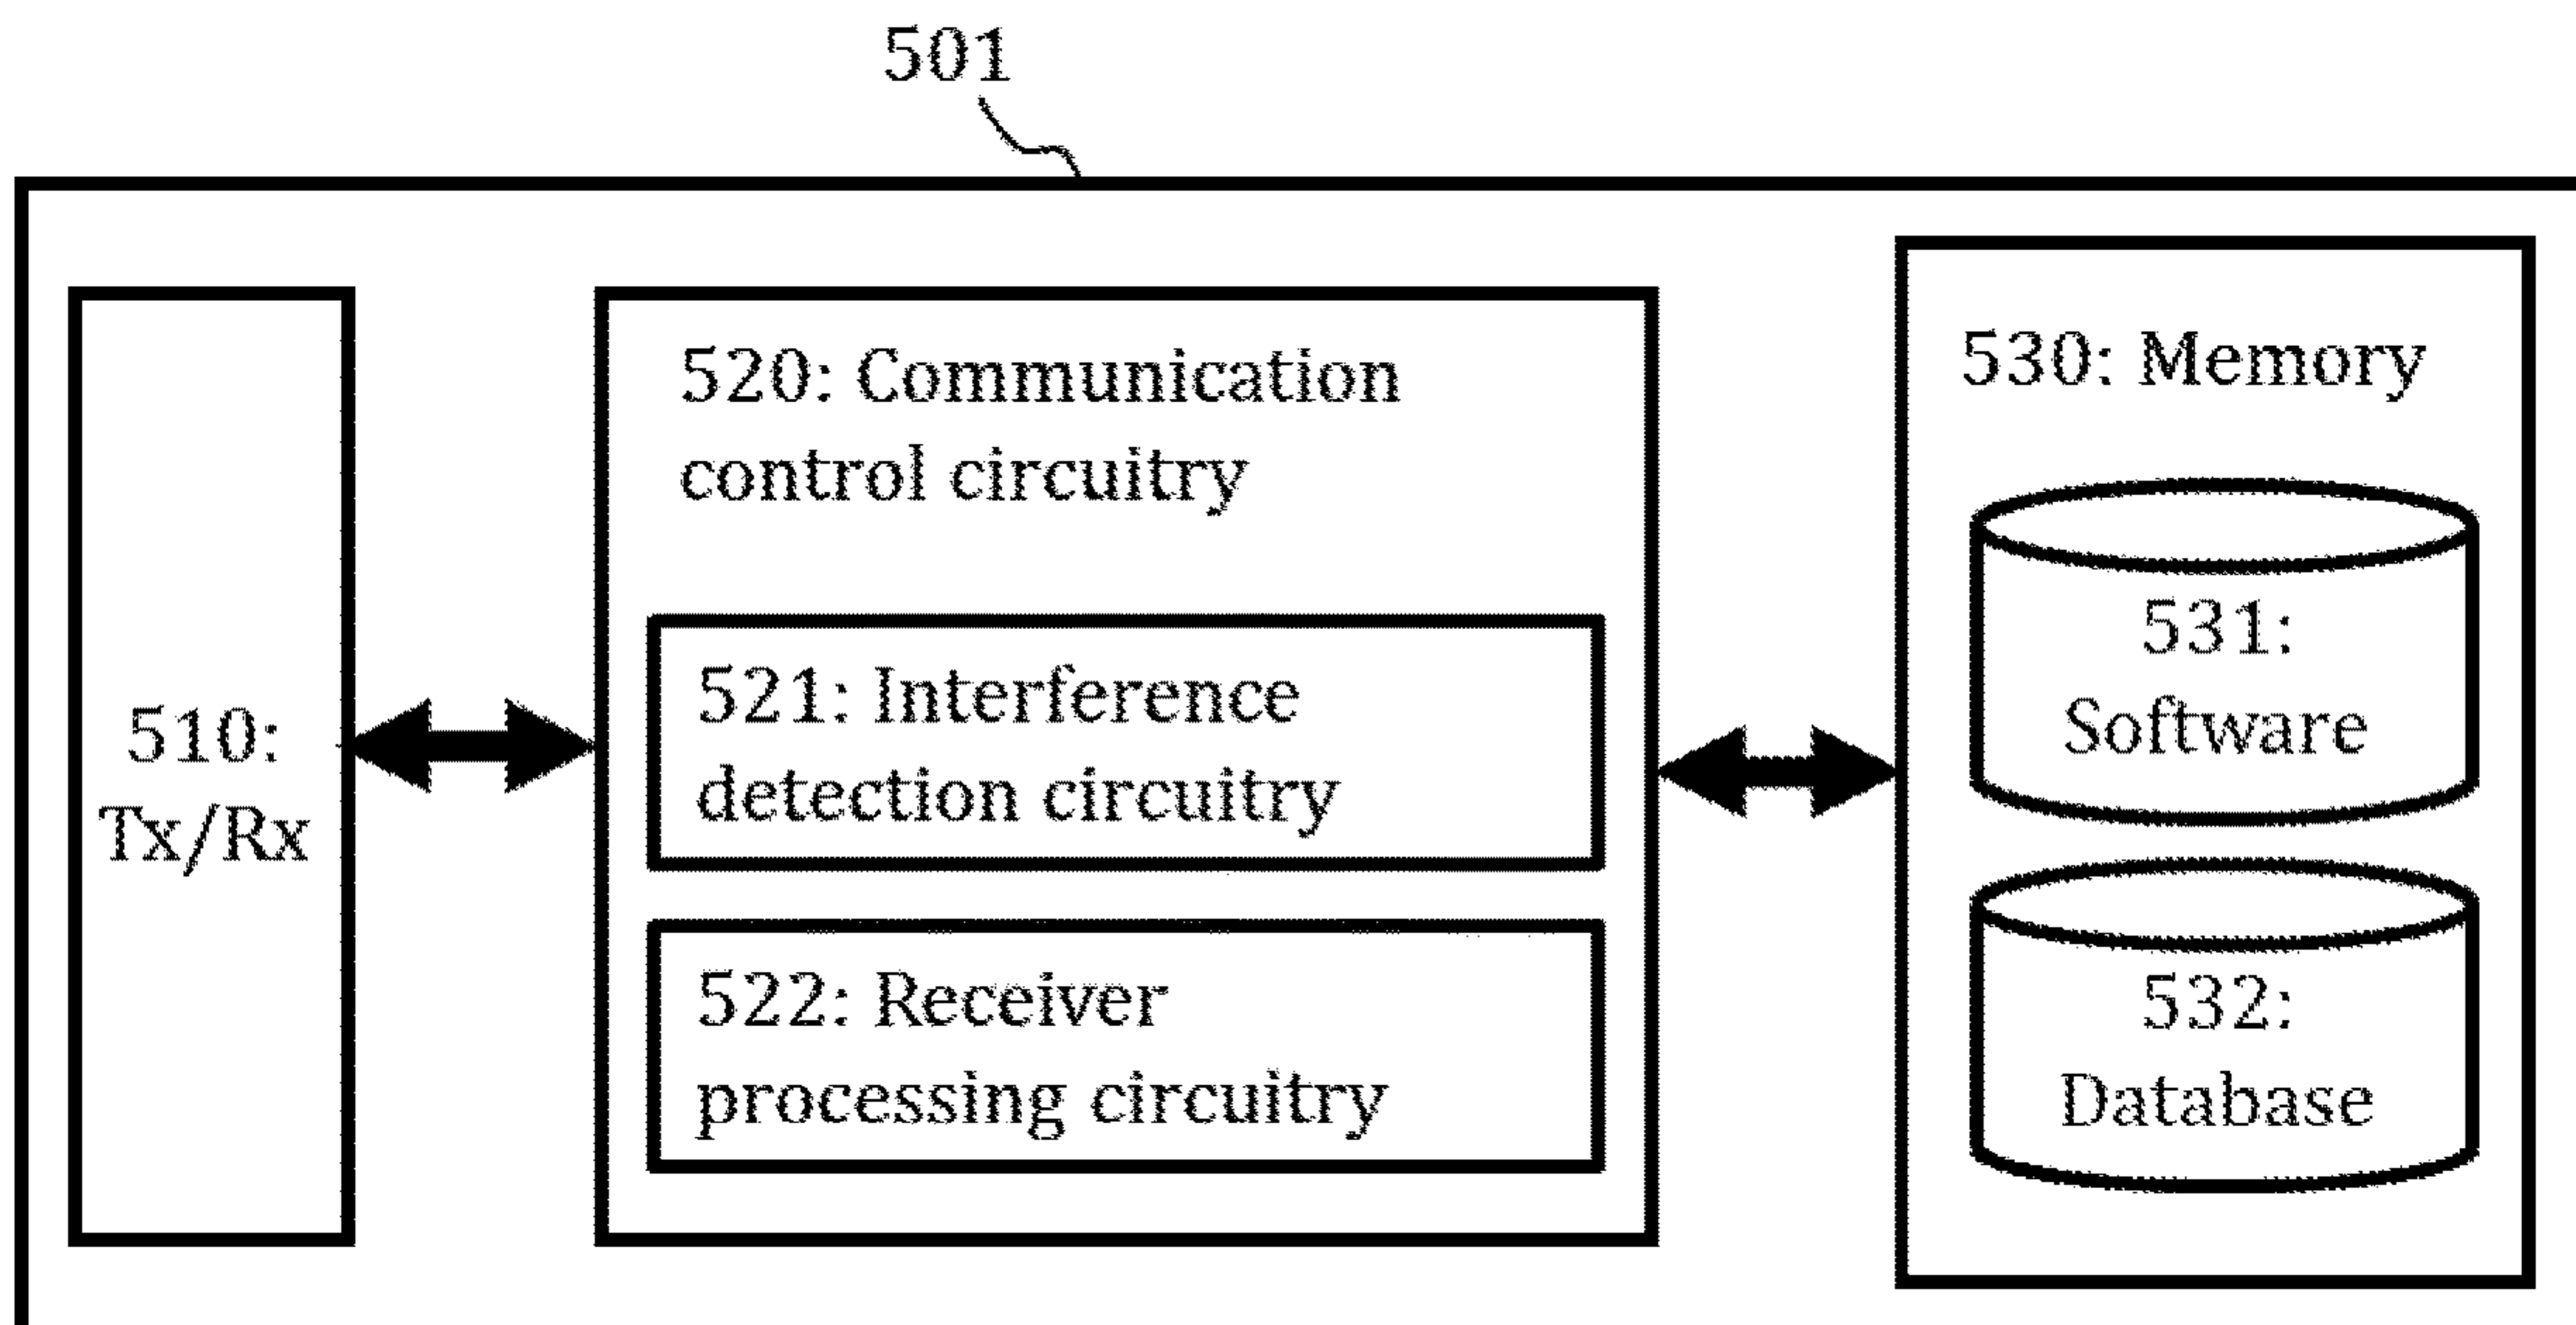 501
510:
Tx/Rx
520: Communication
control circuitry
521: Interference
detection circuitry
522: Receiver
processing circuitry
530: Memory
531:
Software
532:
Database